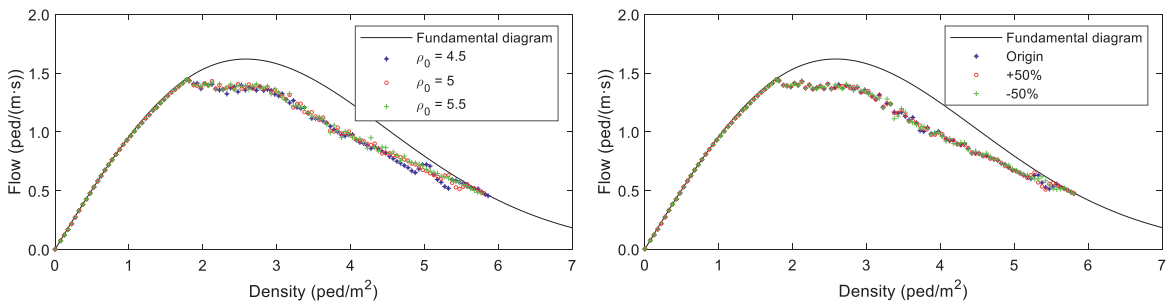 2.0
1.5
1.0
0.5
0.0
Flow (ped/(m·s))
0 1 2 3 4 5 6 7
Density (ped/m²)
Fundamental diagram
ρ₀ = 4.5
ρ₀ = 5
ρ₀ = 5.5
2.0
1.5
1.0
0.5
0.0
Flow (ped/(m·s))
0 1 2 3 4 5 6 7
Density (ped/m²)
Fundamental diagram
Origin
+50%
-50%